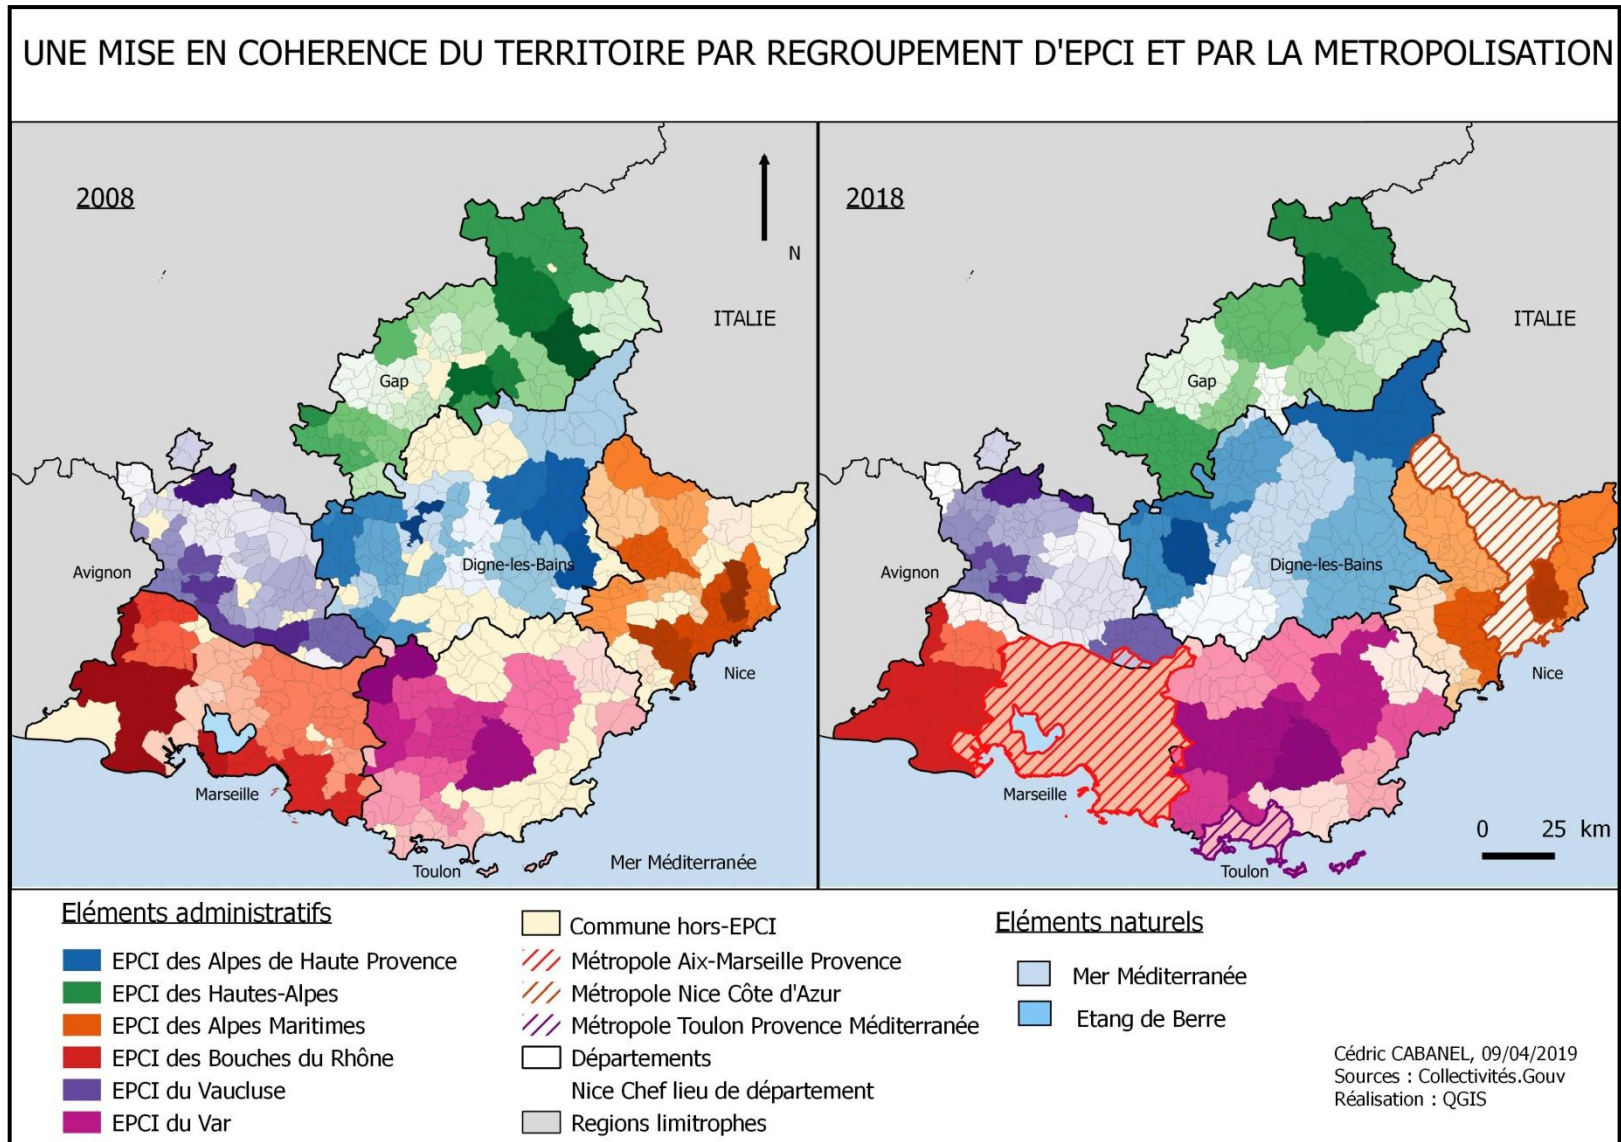 UNE MISE EN COHERENCE DU TERRITOIRE PAR REGROUPEMENT D'EPCI ET PAR LA METROPOLISATION
2008
N
ITALIE
Gap
Avignon
Digne-les-Bains
Nice
Marseille
Toulon
Mer Méditerranée
2018
ITALIE
Gap
Avignon
Digne-les-Bains
Nice
Marseille
Toulon
0 25 km
Eléments administratifs
EPCI des Alpes de Haute Provence
EPCI des Hautes-Alpes
EPCI des Alpes Maritimes
EPCI des Bouches du Rhône
EPCI du Vaucluse
EPCI du Var
Commune hors-EPCI
Métropole Aix-Marseille Provence
Métropole Nice Côte d'Azur
Métropole Toulon Provence Méditerranée
Départements
Nice Chef lieu de département
Regions limitrophes
Eléments naturels
Mer Méditerranée
Etang de Berre
Cédric CABANEL, 09/04/2019
Sources : Collectivités.Gouv
Réalisation : QGIS